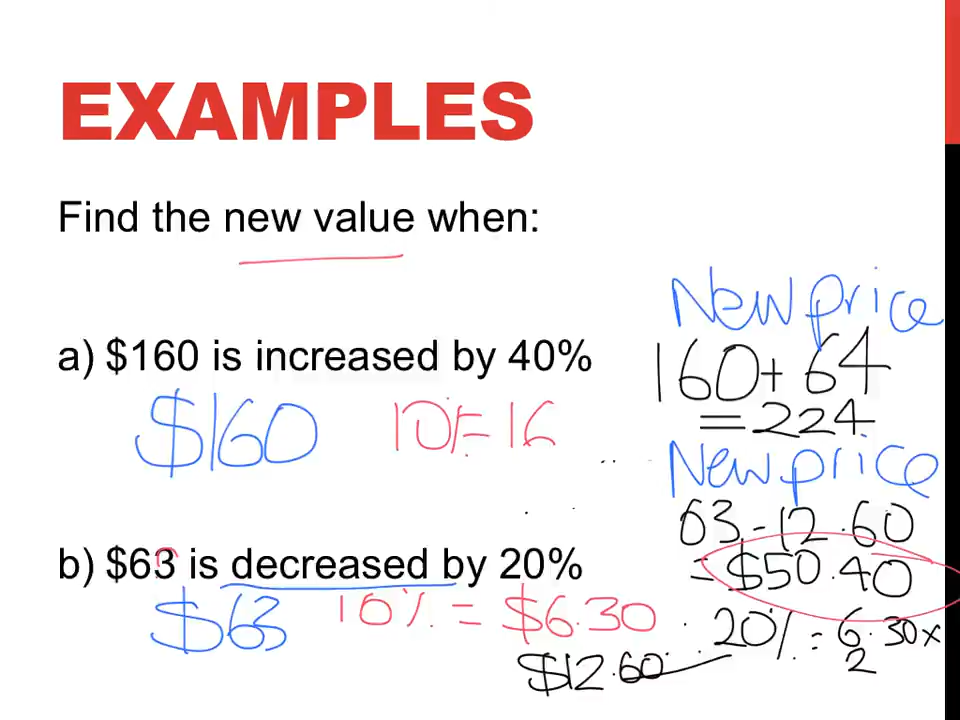 EXAMPLES
Find the new value when:
New price
a) $160 is increased by 40%
160 + 64
= 224
$160 10% = 16
New price
63 - 12.60
b) $63 is decreased by 20%
= $50.40
$63 10% = $6.30
20% = 6.30 x
2
$12.60